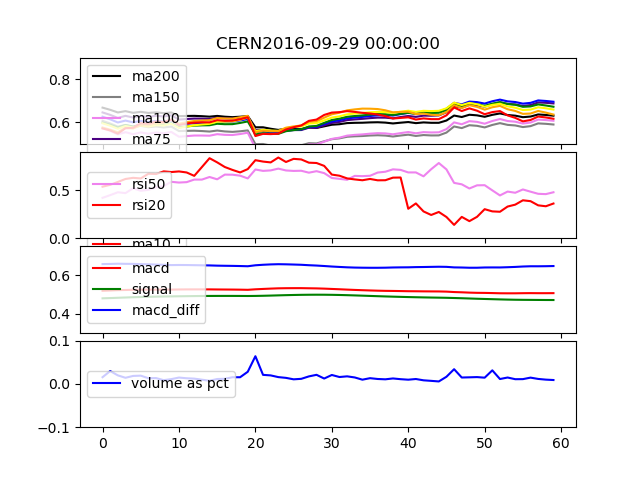 CERN2016-09-29 00:00:00
0.8
0.6
ma200
ma150
ma100
ma75
0.5
0.0
rsi50
rsi20
ma10
0.6
0.4
macd
signal
macd_diff
0.1
0.0
−0.1
volume as pct
0 10 20 30 40 50 60